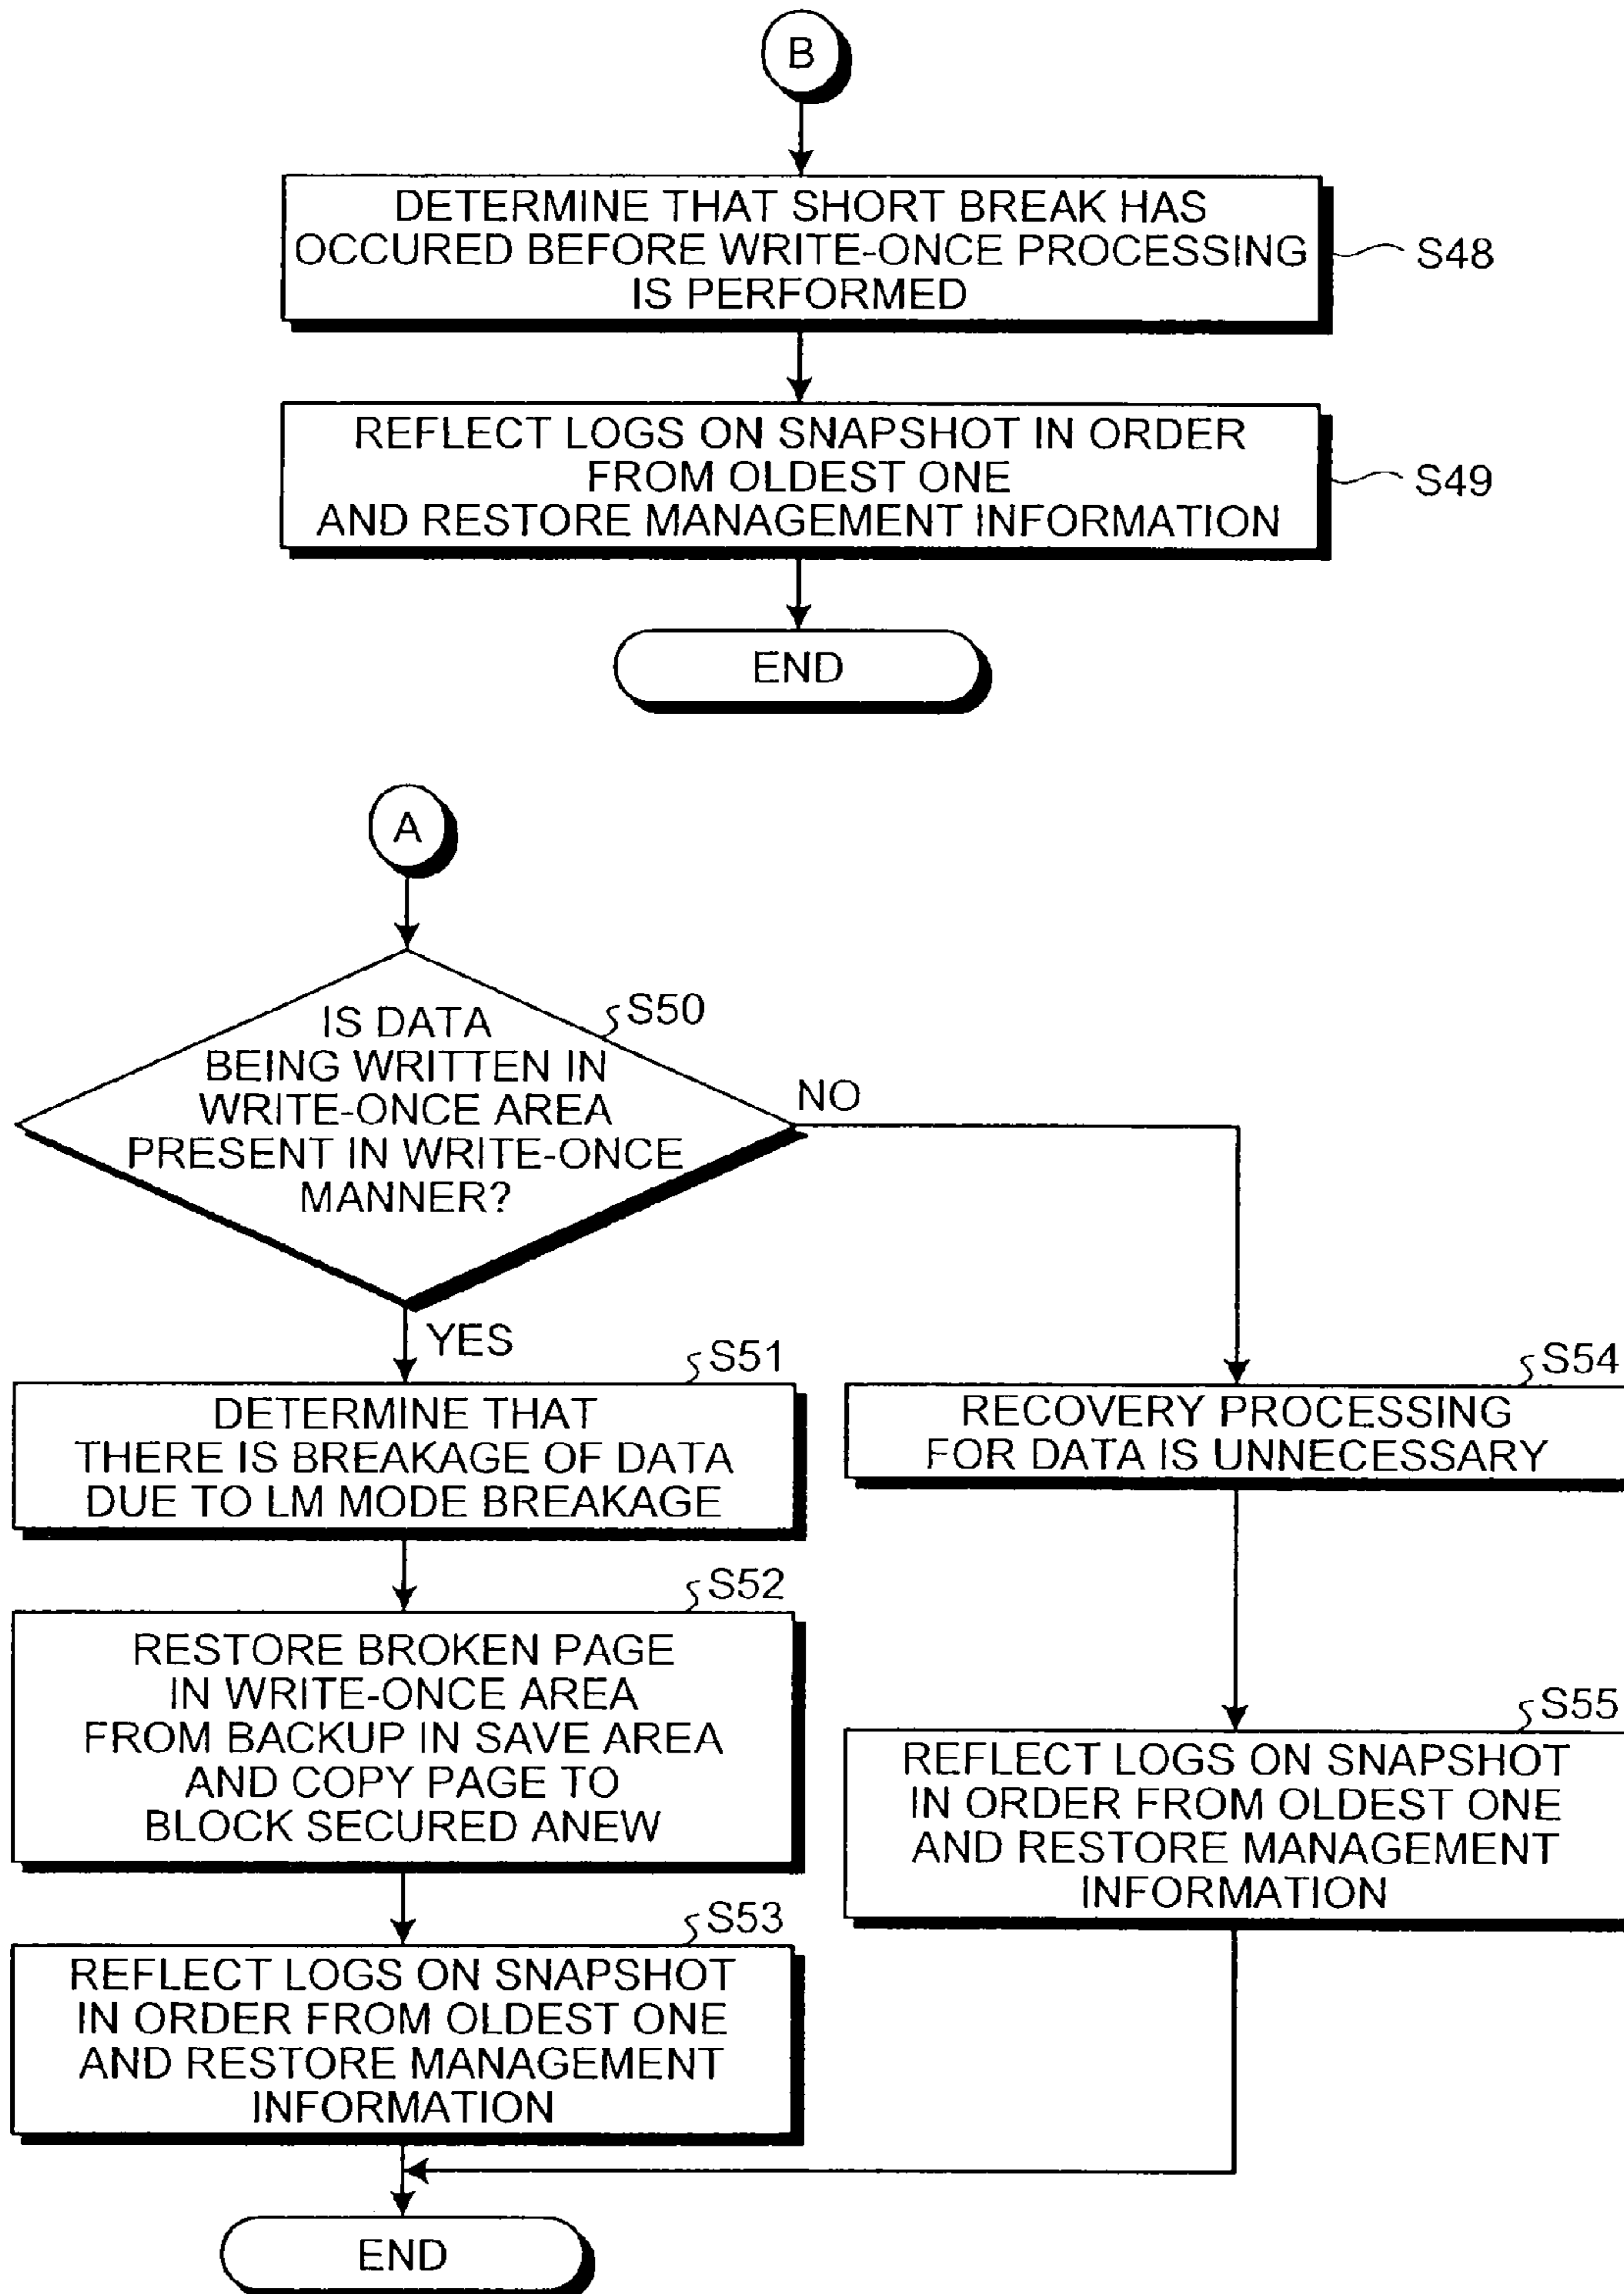 B
DETERMINE THAT SHORT BREAK HAS
OCCURED BEFORE WRITE-ONCE PROCESSING
IS PERFORMED
S48
REFLECT LOGS ON SNAPSHOT IN ORDER
FROM OLDEST ONE
AND RESTORE MANAGEMENT INFORMATION
S49
END
A
IS DATA
BEING WRITTEN IN
WRITE-ONCE AREA
PRESENT IN WRITE-ONCE
MANNER?
S50
NO
YES
S51
DETERMINE THAT
THERE IS BREAKAGE OF DATA
DUE TO LM MODE BREAKAGE
S54
RECOVERY PROCESSING
FOR DATA IS UNNECESSARY
S52
RESTORE BROKEN PAGE
IN WRITE-ONCE AREA
FROM BACKUP IN SAVE AREA
AND COPY PAGE TO
BLOCK SECURED ANEW
S55
REFLECT LOGS ON SNAPSHOT
IN ORDER FROM OLDEST ONE
AND RESTORE MANAGEMENT
INFORMATION
S53
REFLECT LOGS ON SNAPSHOT
IN ORDER FROM OLDEST ONE
AND RESTORE MANAGEMENT
INFORMATION
END